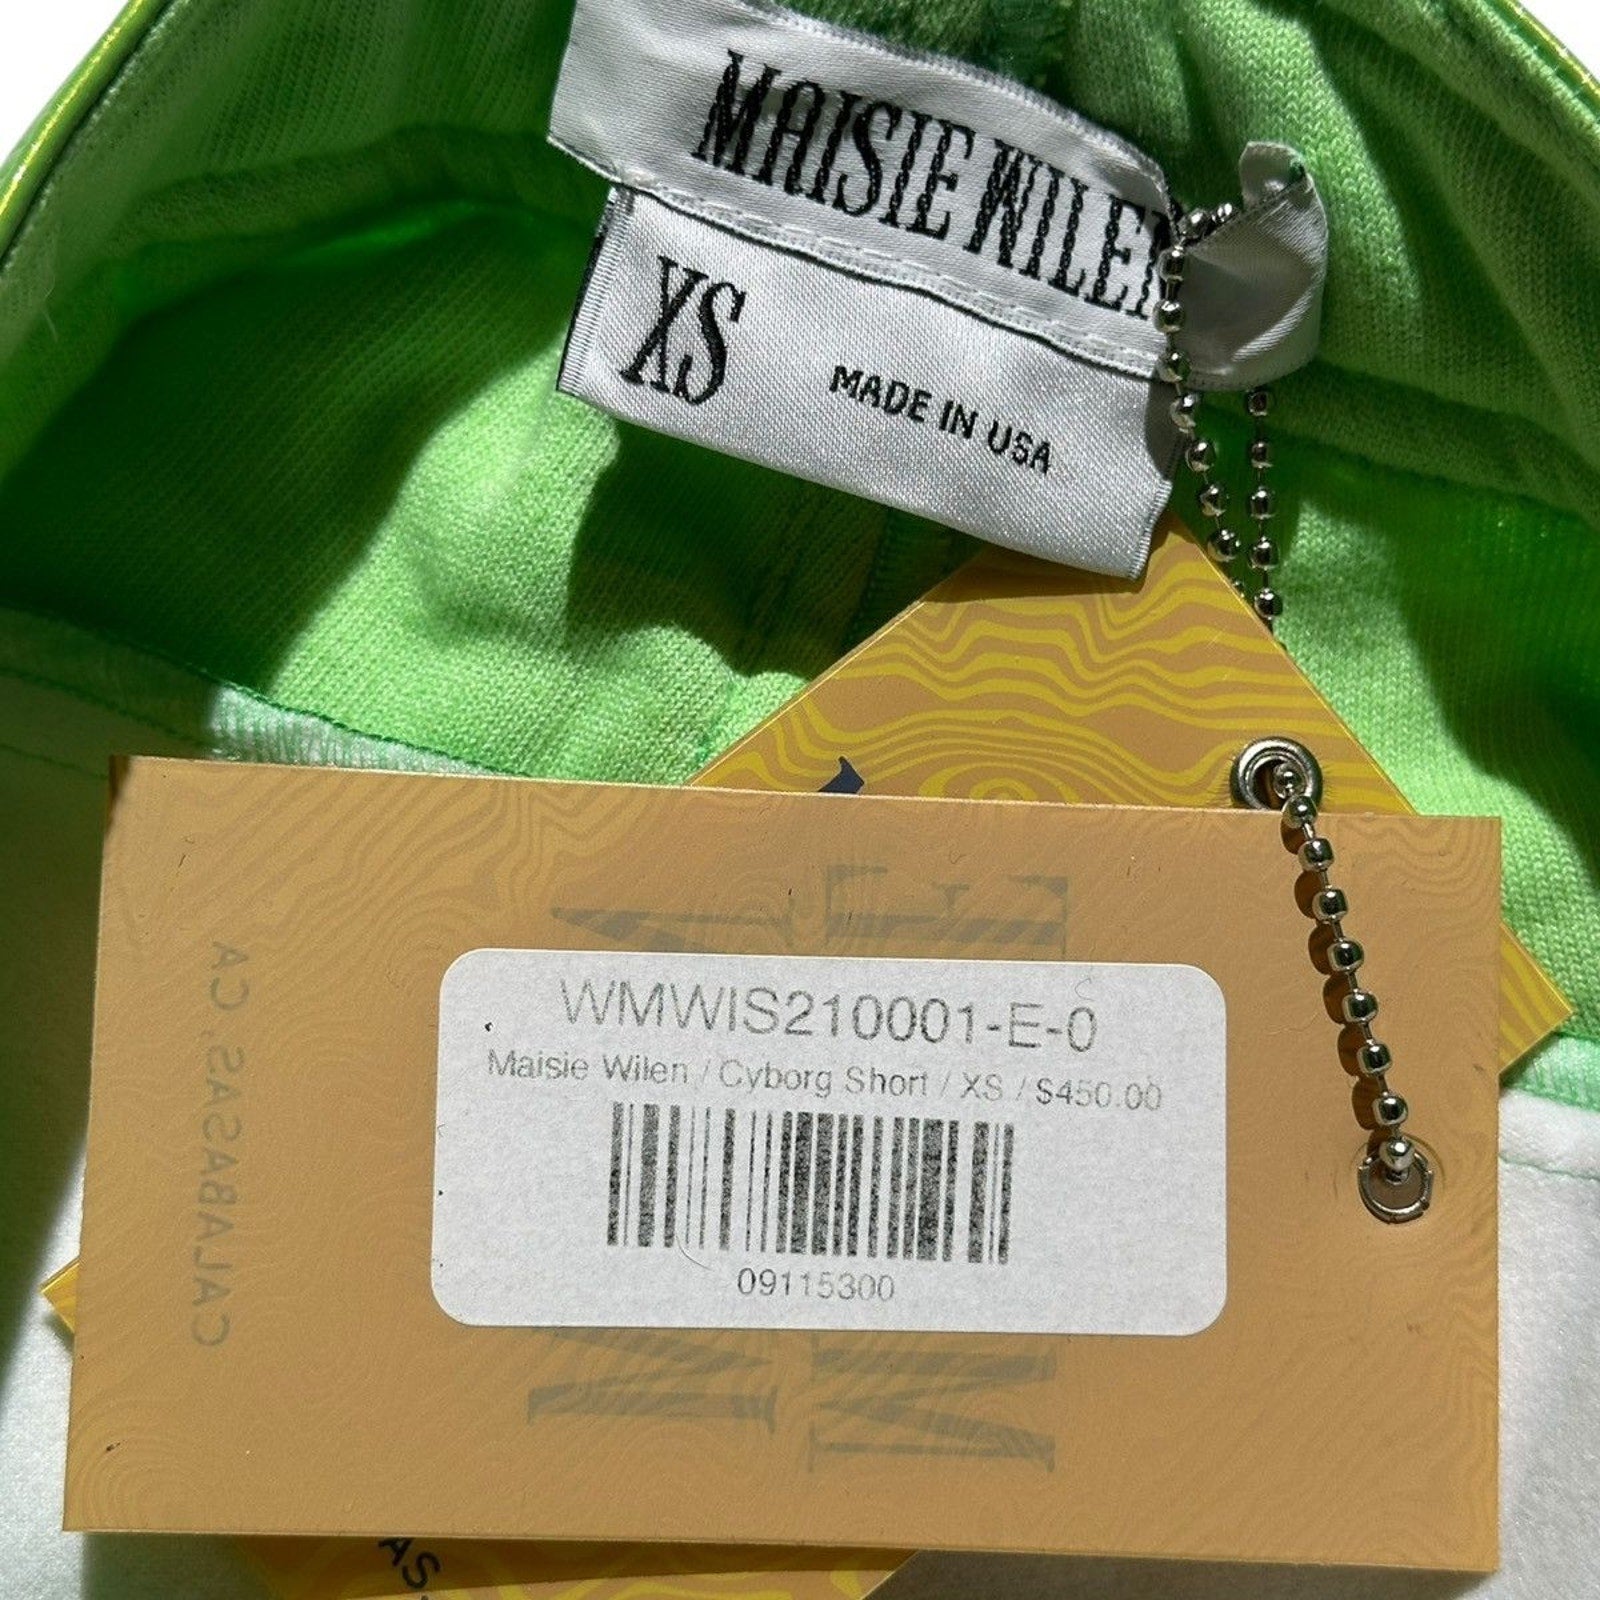 MAISIE WILEN
XS
MADE IN USA
WMWIS210001-E-0
Maisie Wilen / Cyborg Short / XS / $450.00
09115300
CALABASAS, CA